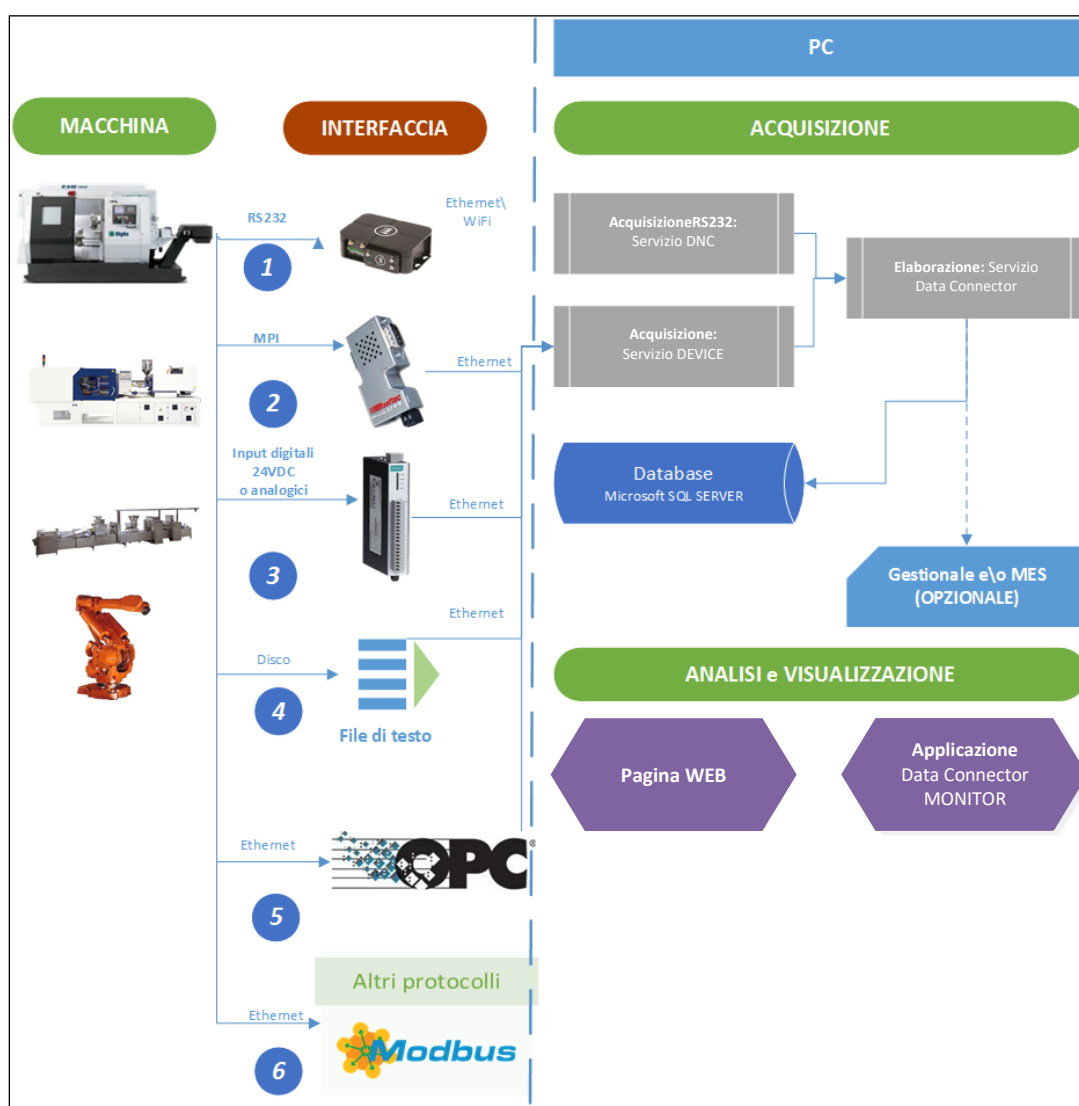 PC
MACCHINA
INTERFACCIA
ACQUISIZIONE
RS232
Ethernet\
WiFi
1
AcquisizioneRS232:
Servizio DNC
Elaborazione: Servizio
Data Connector
MPI
Ethernet
2
Acquisizione:
Servizio DEVICE
Input digitali
24VDC
o analogici
Ethernet
3
Database
Microsoft SQL SERVER
Gestionale e\o MES
(OPZIONALE)
Ethernet
Disco
4
File di testo
ANALISI e VISUALIZZAZIONE
Pagina WEB
Applicazione
Data Connector
MONITOR
Ethernet
OPC
5
Altri protocolli
Ethernet
Modbus
6